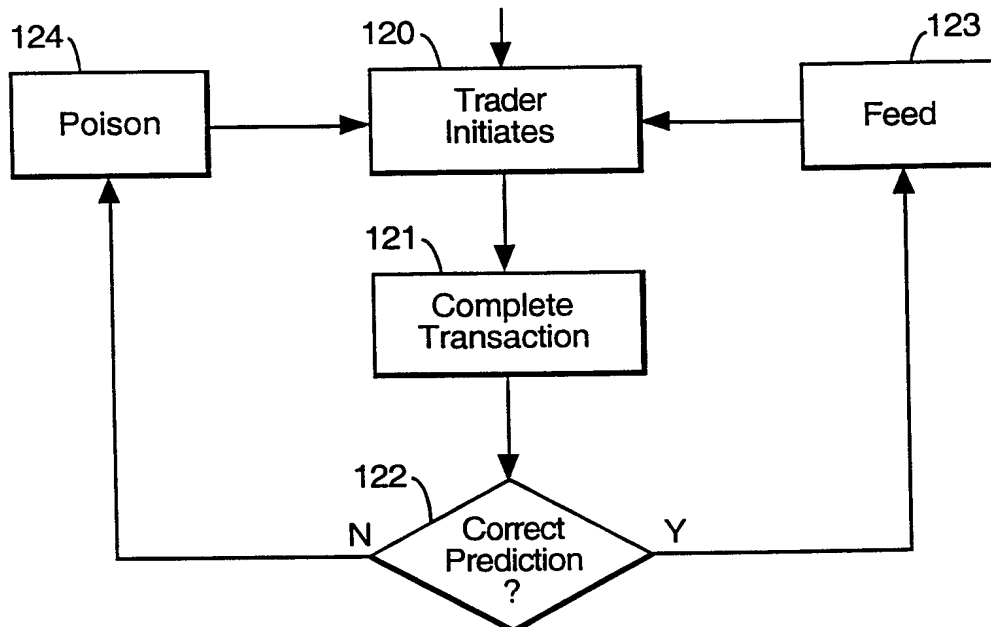 124
120
123
Poison
Trader
Initiates
Feed
121
Complete
Transaction
122
N
Correct
Prediction
?
Y